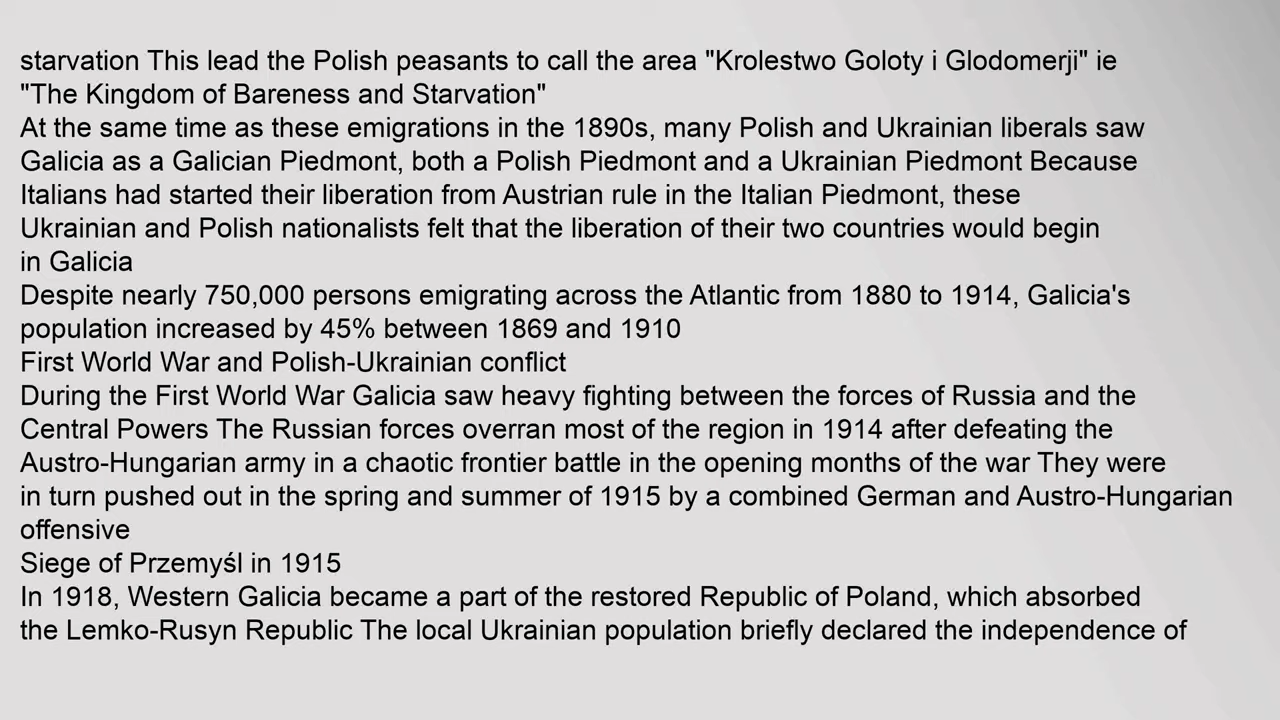 starvation This lead the Polish peasants to call the area "Krolestwo Goloty i Glodomerji" ie
"The Kingdom of Bareness and Starvation"
At the same time as these emigrations in the 1890s, many Polish and Ukrainian liberals saw
Galicia as a Galician Piedmont, both a Polish Piedmont and a Ukrainian Piedmont Because
Italians had started their liberation from Austrian rule in the Italian Piedmont, these
Ukrainian and Polish nationalists felt that the liberation of their two countries would begin
in Galicia
Despite nearly 750,000 persons emigrating across the Atlantic from 1880 to 1914, Galicia's
population increased by 45% between 1869 and 1910
First World War and Polish-Ukrainian conflict
During the First World War Galicia saw heavy fighting between the forces of Russia and the
Central Powers The Russian forces overran most of the region in 1914 after defeating the
Austro-Hungarian army in a chaotic frontier battle in the opening months of the war They were
in turn pushed out in the spring and summer of 1915 by a combined German and Austro-Hungarian
offensive
Siege of Przemyśl in 1915
In 1918, Western Galicia became a part of the restored Republic of Poland, which absorbed
the Lemko-Rusyn Republic The local Ukrainian population briefly declared the independence of